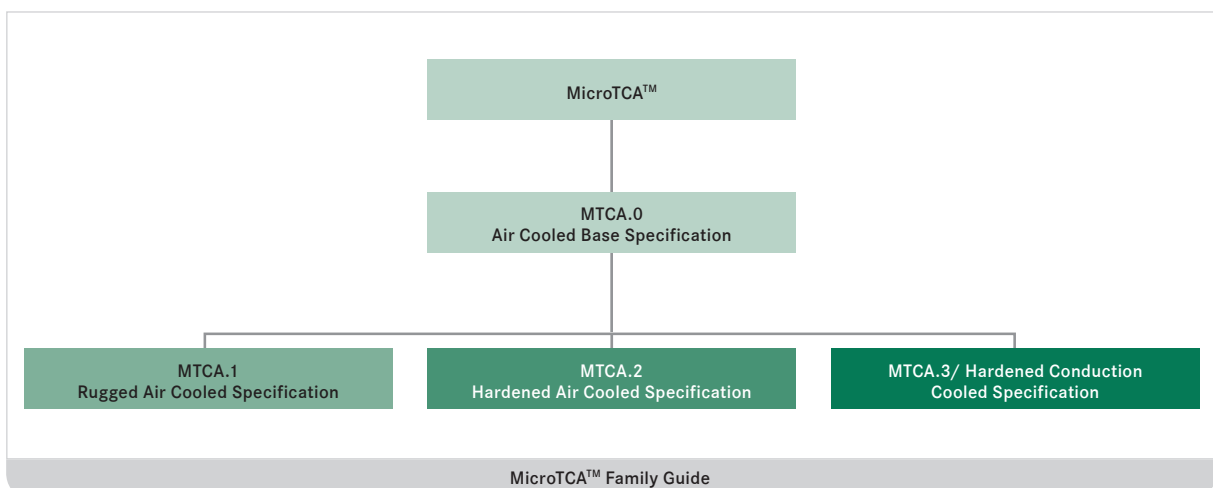 MicroTCA™
MTCA.0
Air Cooled Base Specification
MTCA.1
Rugged Air Cooled Specification
MTCA.2
Hardened Air Cooled Specification
MTCA.3/ Hardened Conduction
Cooled Specification
MicroTCA™ Family Guide